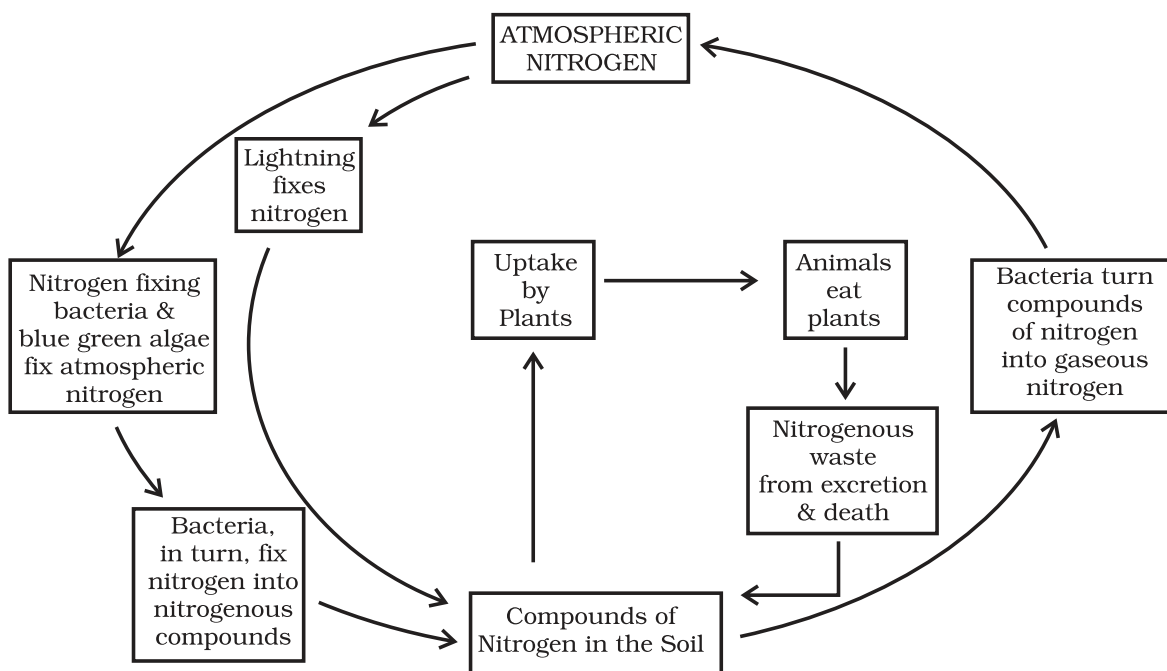 ATMOSPHERIC
NITROGEN
Lightning
fixes
nitrogen
Nitrogen fixing
bacteria &
blue green algae
fix atmospheric
nitrogen
Uptake
by
Plants
Animals
eat
plants
Bacteria turn
compounds
of nitrogen
into gaseous
nitrogen
Nitrogenous
waste
from excretion
& death
Bacteria,
in turn, fix
nitrogen into
nitrogenous
compounds
Compounds of
Nitrogen in the Soil